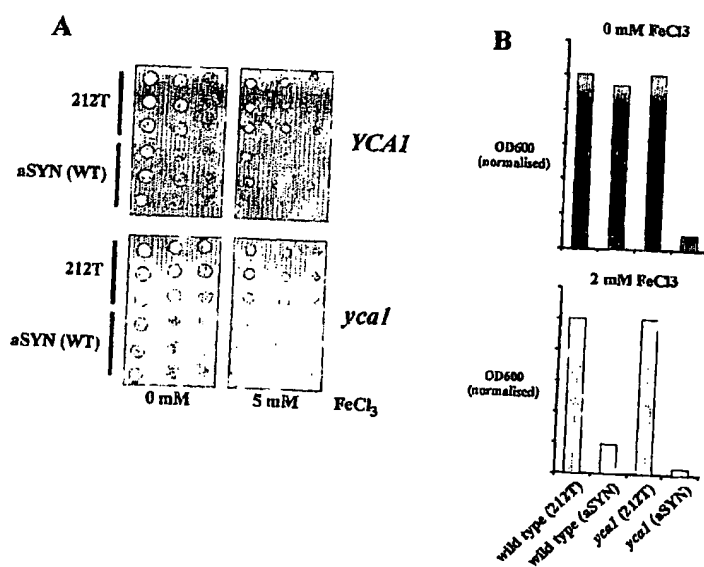 A
212T
aSYN (WT)
YCA1
212T
aSYN (WT)
yca1
0 mM
5 mM
FeCl3
B
0 mM FeCl3
OD600
(normalised)
2 mM FeCl3
OD600
(normalised)
wild type (212T)
wild type (aSYN)
yca1 (212T)
yca1 (aSYN)